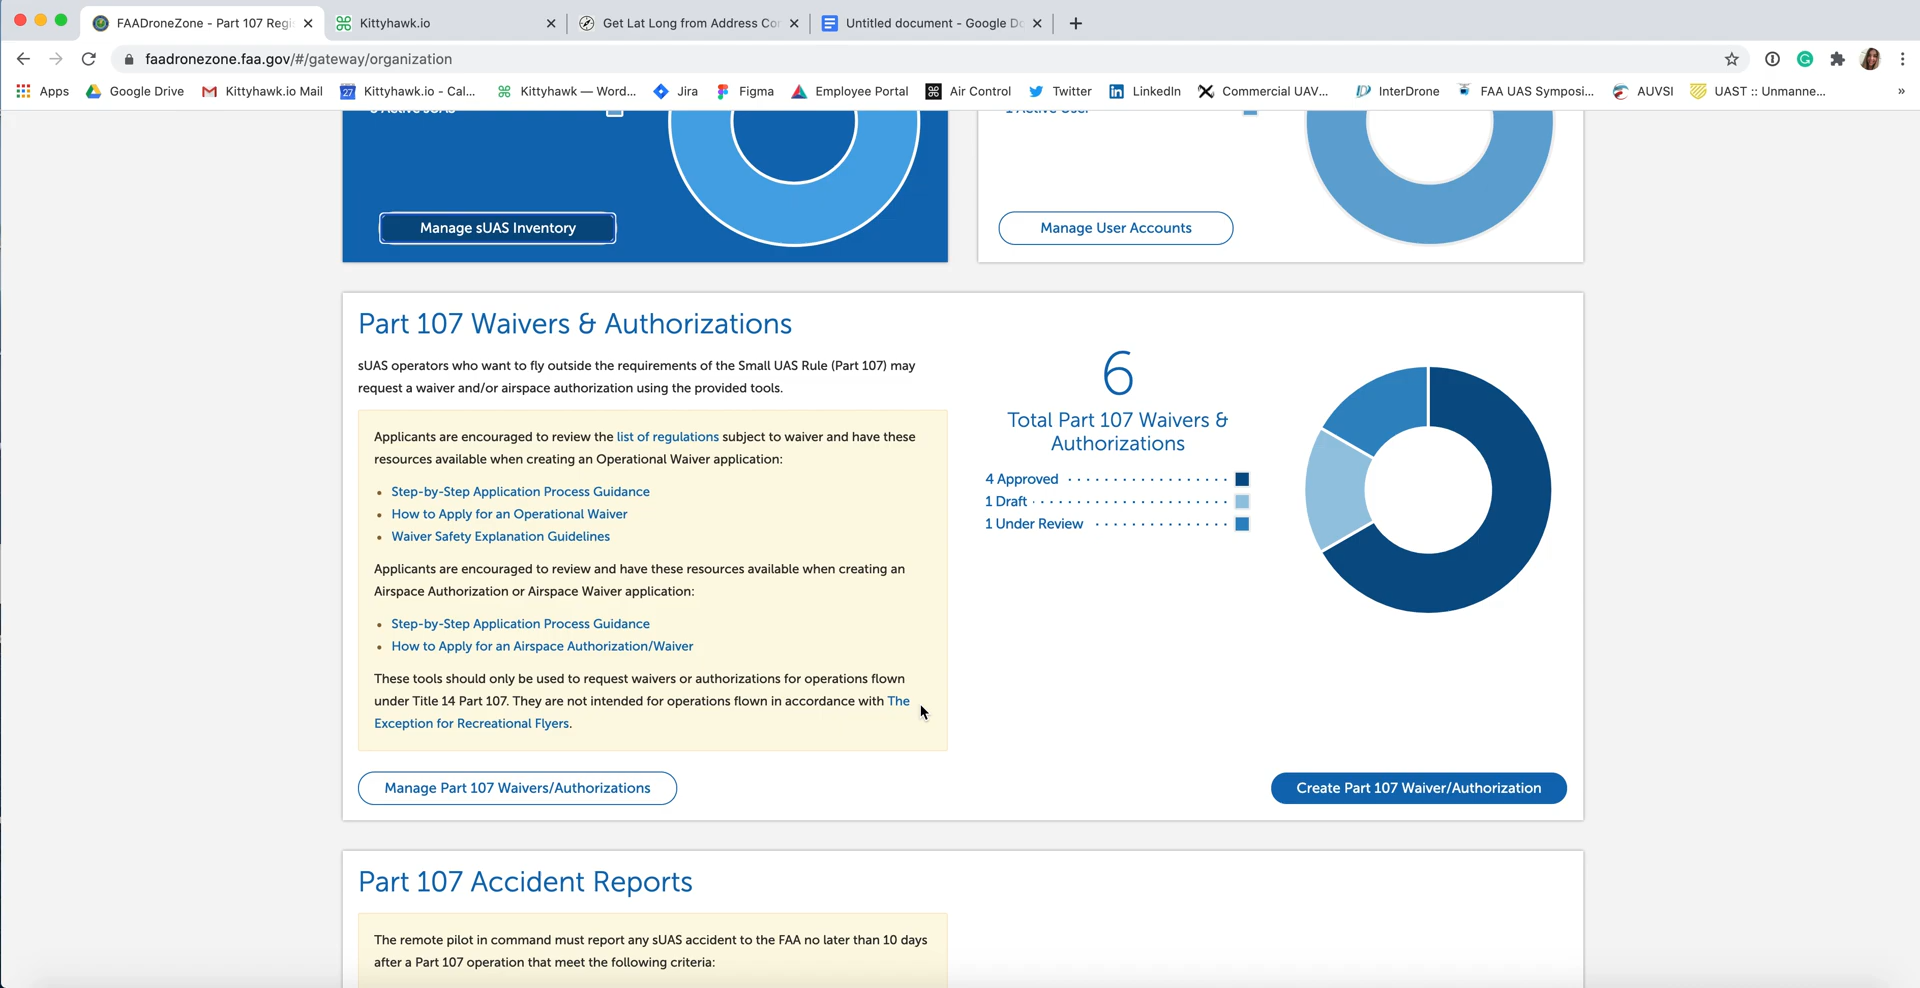 FAADroneZone - Part 107 Regi
Kittyhawk.io
Get Lat Long from Address Co
Untitled document - Google Do
faadronezone.faa.gov/#/gateway/organization
Apps
Google Drive
Kittyhawk.io Mail
27
Kittyhawk.io - Cal...
Kittyhawk — Word...
Jira
Figma
Employee Portal
Air Control
Twitter
LinkedIn
Commercial UAV...
InterDrone
FAA UAS Symposi...
AUVSI
UAST :: Unmanne...
»
Manage sUAS Inventory
Manage User Accounts
Part 107 Waivers & Authorizations
sUAS operators who want to fly outside the requirements of the Small UAS Rule (Part 107) may
request a waiver and/or airspace authorization using the provided tools.
Applicants are encouraged to review the list of regulations subject to waiver and have these
resources available when creating an Operational Waiver application:
• Step-by-Step Application Process Guidance
• How to Apply for an Operational Waiver
• Waiver Safety Explanation Guidelines
Applicants are encouraged to review and have these resources available when creating an
Airspace Authorization or Airspace Waiver application:
• Step-by-Step Application Process Guidance
• How to Apply for an Airspace Authorization/Waiver
These tools should only be used to request waivers or authorizations for operations flown
under Title 14 Part 107. They are not intended for operations flown in accordance with The
Exception for Recreational Flyers.
6
Total Part 107 Waivers &
Authorizations
4 Approved
1 Draft
1 Under Review
Manage Part 107 Waivers/Authorizations
Create Part 107 Waiver/Authorization
Part 107 Accident Reports
The remote pilot in command must report any sUAS accident to the FAA no later than 10 days
after a Part 107 operation that meet the following criteria: